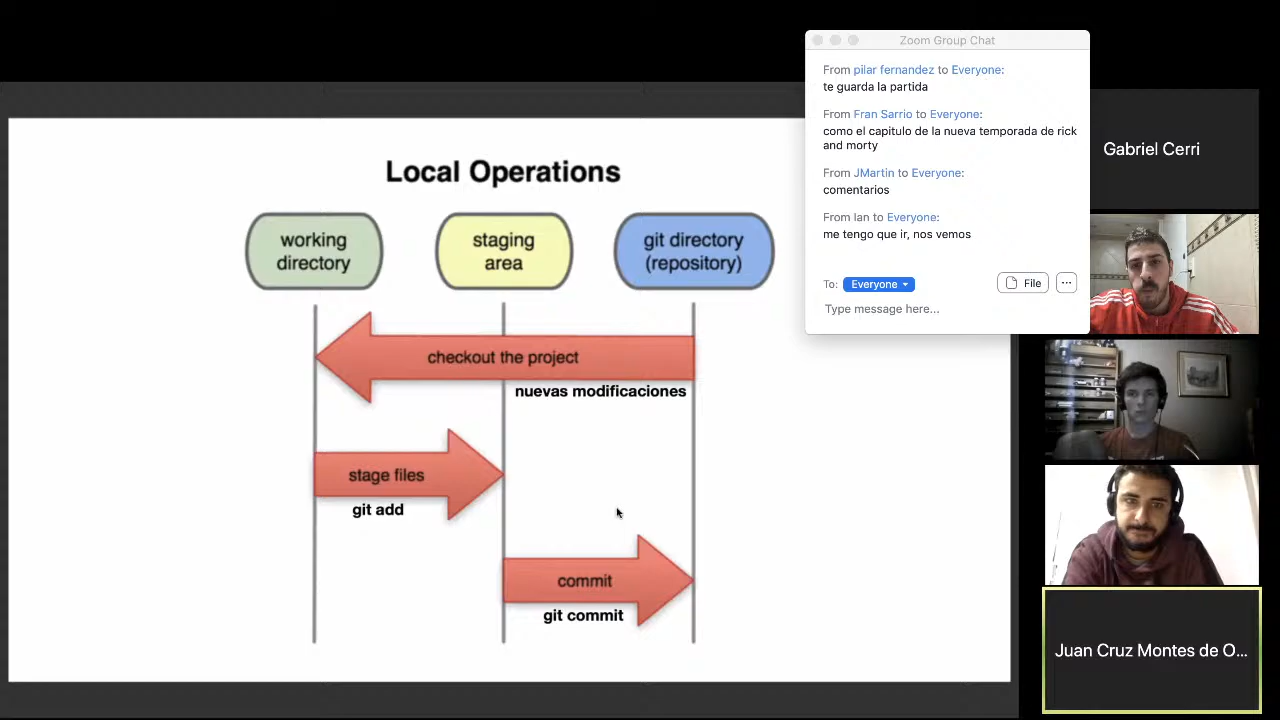 Local Operations
working
directory
staging
area
git directory
(repository)
checkout the project
nuevas modificaciones
stage files
git add
commit
git commit
Zoom Group Chat
From pilar fernandez to Everyone:
te guarda la partida
From Fran Sarrio to Everyone:
como el capitulo de la nueva temporada de rick
and morty
From JMartin to Everyone:
comentarios
From Ian to Everyone:
me tengo que ir, nos vemos
To: Everyone File ...
Type message here...
Gabriel Cerri
Juan Cruz Montes de O...